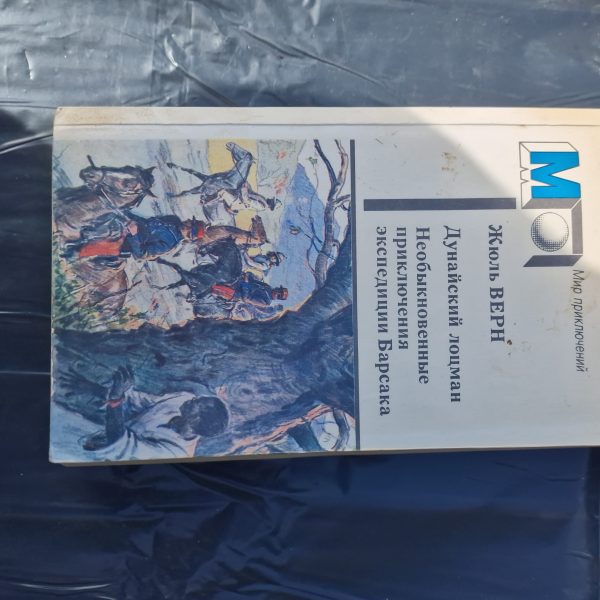 МП
Мир приключений
Жюль ВЕРН
Дунайский лоцман
Необыкновенные
приключения
экспедиции Барсака